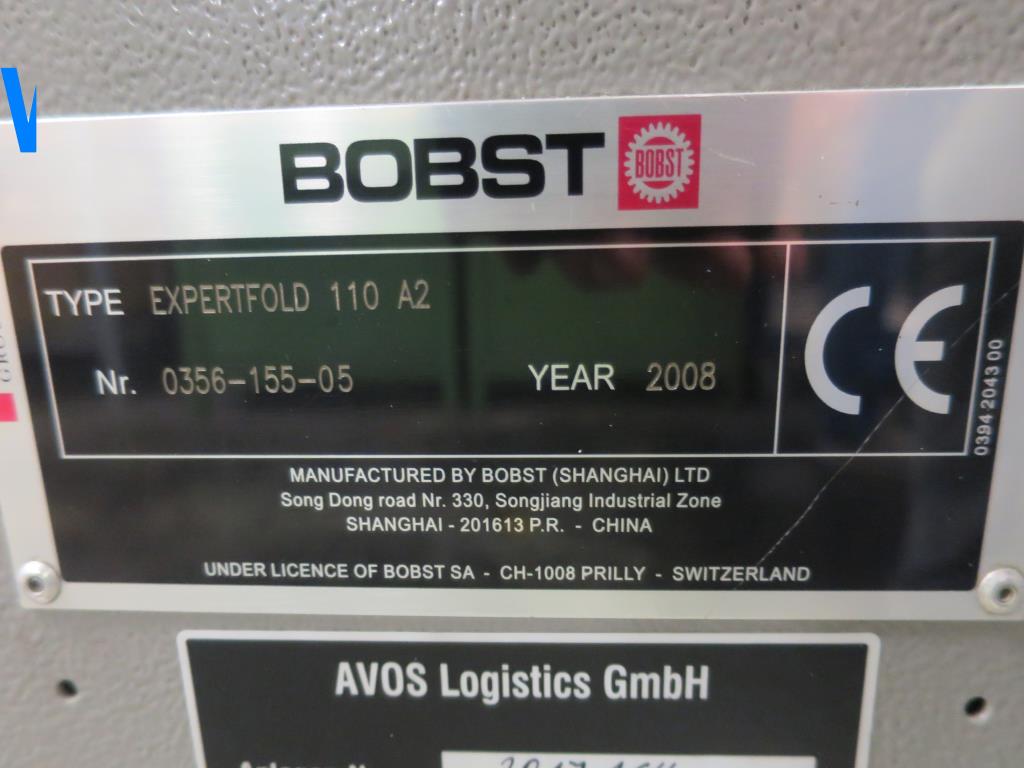 BOBST BOBST
TYPE EXPERTFOLD 110 A2
Nr. 0356-155-05 YEAR 2008
CE
0394 2043 00
MANUFACTURED BY BOBST (SHANGHAI) LTD
Song Dong road Nr. 330, Songjiang Industrial Zone
SHANGHAI - 201613 P.R. - CHINA
UNDER LICENCE OF BOBST SA - CH-1008 PRILLY - SWITZERLAND
AVOS Logistics GmbH